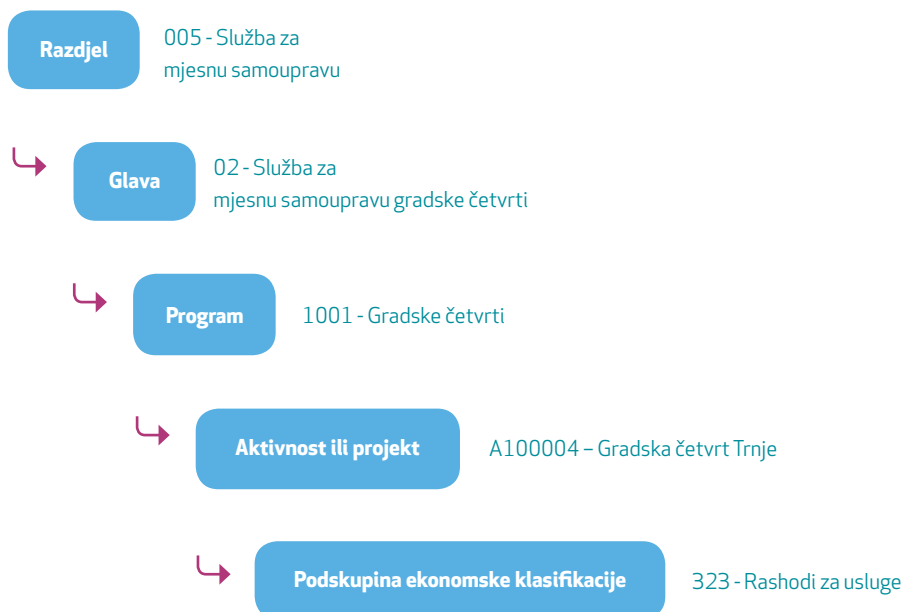 Razdjel
005 - Služba za
mjesnu samoupravu
Glava
02 - Služba za
mjesnu samoupravu gradske četvrti
Program
1001 - Gradske četvrti
Aktivnost ili projekt
A100004 – Gradska četvrt Trnje
Podskupina ekonomske klasifikacije
323 - Rashodi za usluge